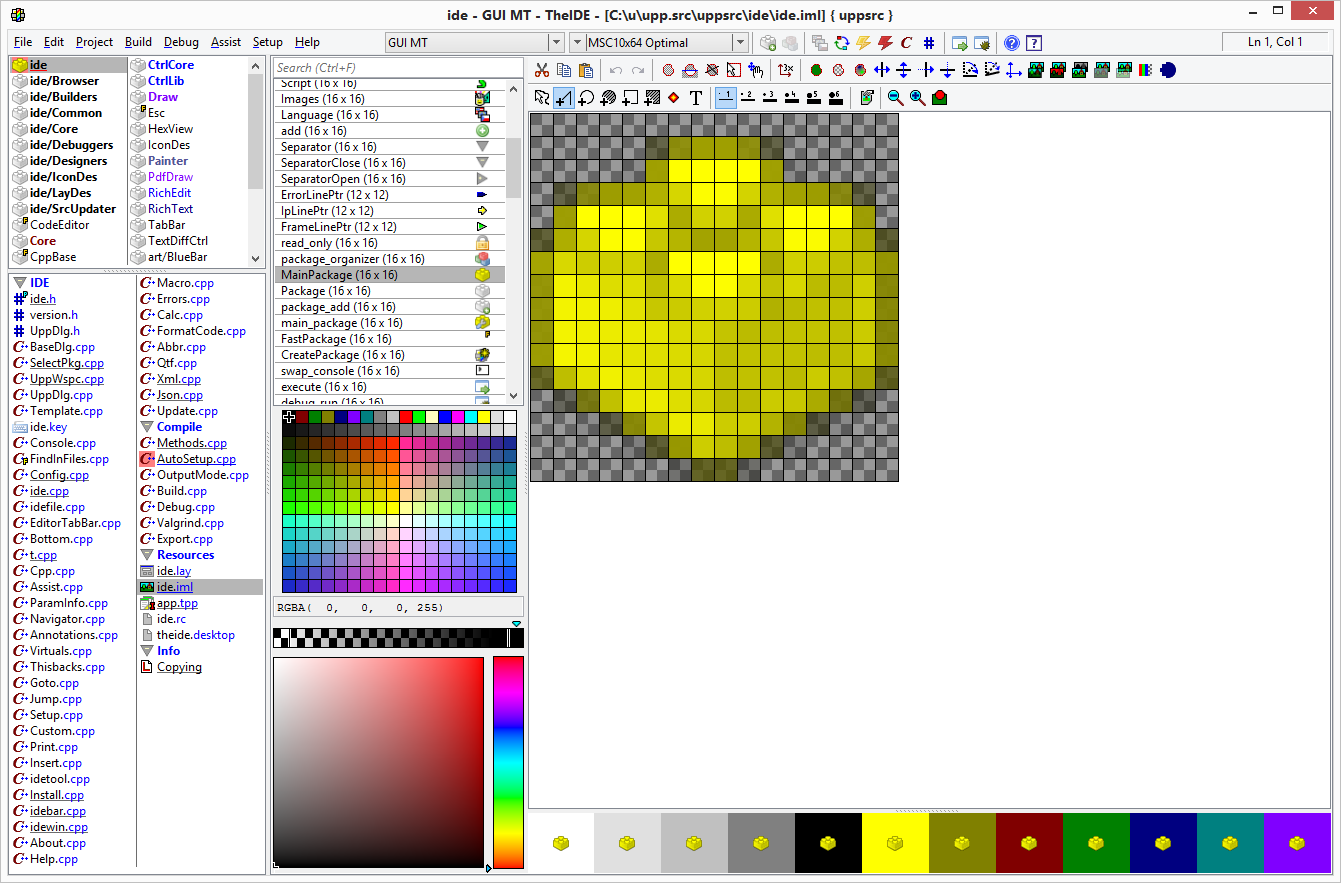 ide - GUI MT - TheIDE - [C:\u\upp.src\uppsrc\ide\ide.iml] { uppsrc }
File Edit Project Build Debug Assist Setup Help
GUI MT
MSC10x64 Optimal
Ln 1, Col 1
ide
ide/Browser
ide/Builders
ide/Common
ide/Core
ide/Debuggers
ide/Designers
ide/IconDes
ide/LayDes
ide/SrcUpdater
CodeEditor
Core
CppBase
CtrlCore
CtrlLib
Draw
Esc
HexView
IconDes
Painter
PdfDraw
RichEdit
RichText
TabBar
TextDiffCtrl
art/BlueBar
IDE
ide.h
version.h
UppDlg.h
BaseDlg.cpp
SelectPkg.cpp
UppWspc.cpp
UppDlg.cpp
Template.cpp
ide.key
Console.cpp
FindInFiles.cpp
Config.cpp
ide.cpp
idefile.cpp
EditorTabBar.cpp
Bottom.cpp
t.cpp
Cpp.cpp
Assist.cpp
ParamInfo.cpp
Navigator.cpp
Annotations.cpp
Virtuals.cpp
Thisbacks.cpp
Goto.cpp
Jump.cpp
Setup.cpp
Custom.cpp
Print.cpp
Insert.cpp
idetool.cpp
Install.cpp
idebar.cpp
idewin.cpp
About.cpp
Help.cpp
Macro.cpp
Errors.cpp
Calc.cpp
FormatCode.cpp
Abbr.cpp
Qtf.cpp
Xml.cpp
Json.cpp
Update.cpp
Compile
Methods.cpp
AutoSetup.cpp
OutputMode.cpp
Build.cpp
Debug.cpp
Valgrind.cpp
Export.cpp
Resources
ide.lay
ide.iml
app.tpp
ide.rc
theide.desktop
Info
Copying
Search (Ctrl+F)
Script (16 x 16)
Images (16 x 16)
Language (16 x 16)
add (16 x 16)
Separator (16 x 16)
SeparatorClose (16 x 16)
SeparatorOpen (16 x 16)
ErrorLinePtr (12 x 12)
IpLinePtr (12 x 12)
FrameLinePtr (12 x 12)
read_only (16 x 16)
package_organizer (16 x 16)
MainPackage (16 x 16)
Package (16 x 16)
package_add (16 x 16)
main_package (16 x 16)
FastPackage (16 x 16)
CreatePackage (16 x 16)
swap_console (16 x 16)
execute (16 x 16)
debug_run (16 x 16)
RGBA( 0, 0, 0, 255)